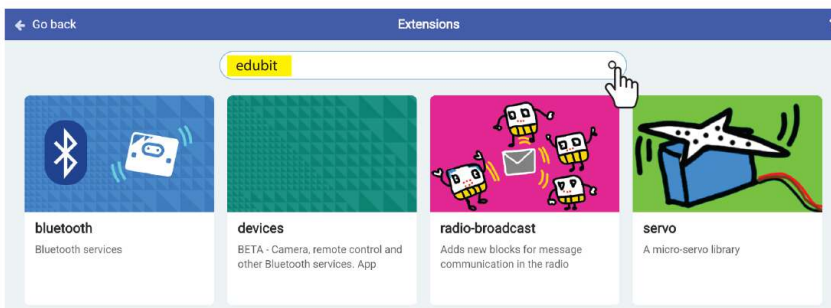 Go back
Extensions
edubit
bluetooth
Bluetooth services
devices
BETA - Camera, remote control and
other Bluetooth services. App
radio-broadcast
Adds new blocks for message
communication in the radio
servo
A micro-servo library